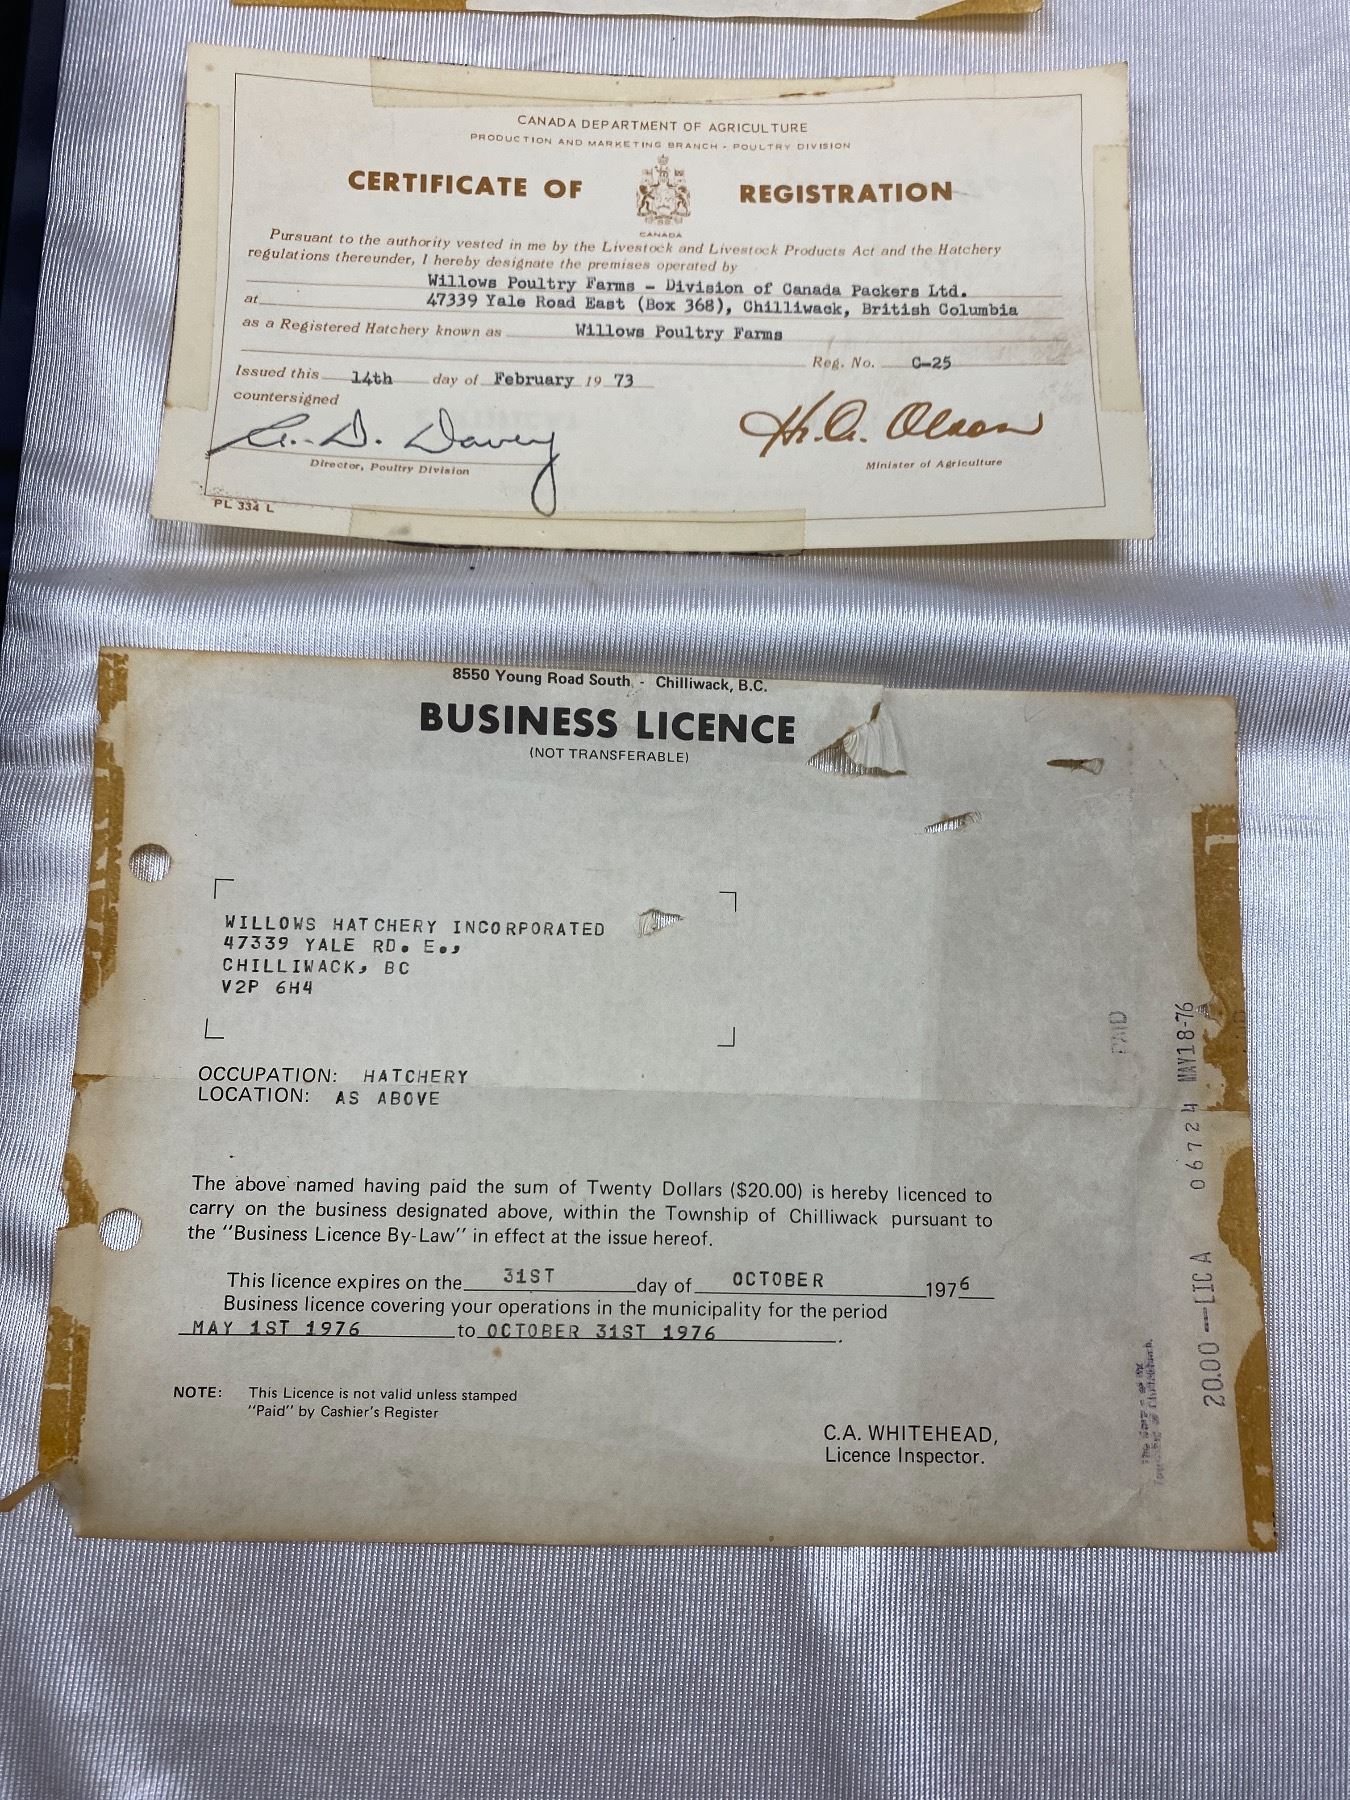 CANADA DEPARTMENT OF AGRICULTURE
PRODUCTION AND MARKETING BRANCH - POULTRY DIVISION
CERTIFICATE OF REGISTRATION
CANADA
Pursuant to the authority vested in me by the Livestock and Livestock Products Act and the Hatchery
regulations thereunder, I hereby designate the premises operated by
Willows Poultry Farms - Division of Canada Packers Ltd.
at 47339 Yale Road East (Box 368), Chilliwack, British Columbia
as a Registered Hatchery known as Willows Poultry Farms
Reg. No. C-25
Issued this 14th day of February 19 73
countersigned
Director, Poultry Division
Minister of Agriculture
PL 334 L
8550 Young Road South - Chilliwack, B.C.
BUSINESS LICENCE
(NOT TRANSFERABLE)
WILLOWS HATCHERY INCORPORATED
47339 YALE RD. E.,
CHILLIWACK, BC
V2P 6H4
OCCUPATION: HATCHERY
LOCATION: AS ABOVE
The above named having paid the sum of Twenty Dollars ($20.00) is hereby licenced to
carry on the business designated above, within the Township of Chilliwack pursuant to
the "Business Licence By-Law" in effect at the issue hereof.
This licence expires on the 31ST day of OCTOBER 1976
Business licence covering your operations in the municipality for the period
MAY 1ST 1976 to OCTOBER 31ST 1976.
NOTE: This Licence is not valid unless stamped
"Paid" by Cashier's Register
C.A. WHITEHEAD,
Licence Inspector.
PAID
20.00—LIC A 06724 MAY18-76